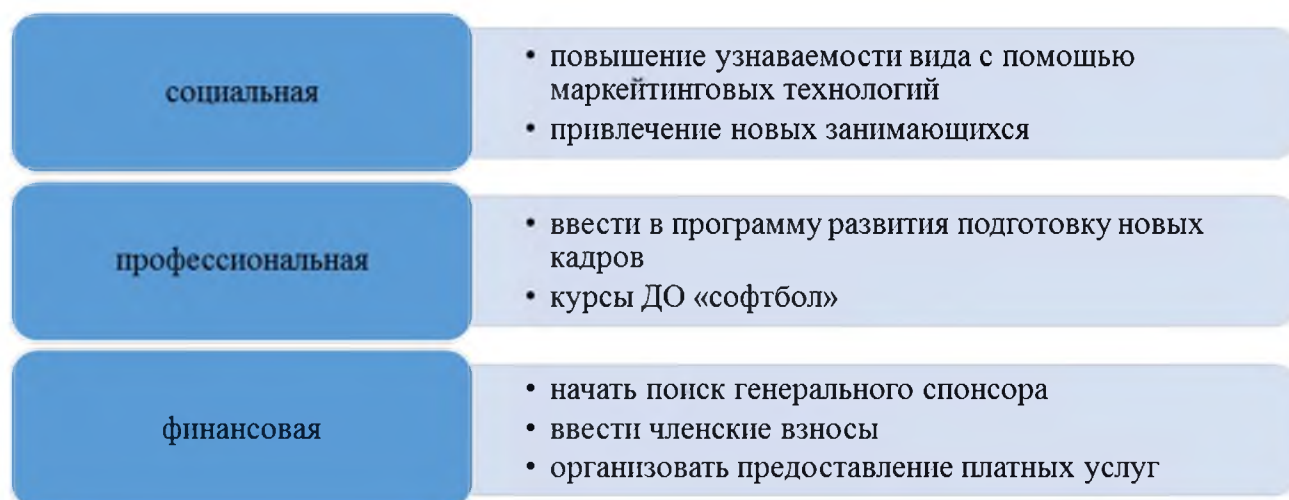 социальная
• повышение узнаваемости вида с помощью
маркейтинговых технологий
• привлечение новых занимающихся
профессиональная
• ввести в программу развития подготовку новых
кадров
• курсы ДО «софтбол»
финансовая
• начать поиск генерального спонсора
• ввести членские взносы
• организовать предоставление платных услуг